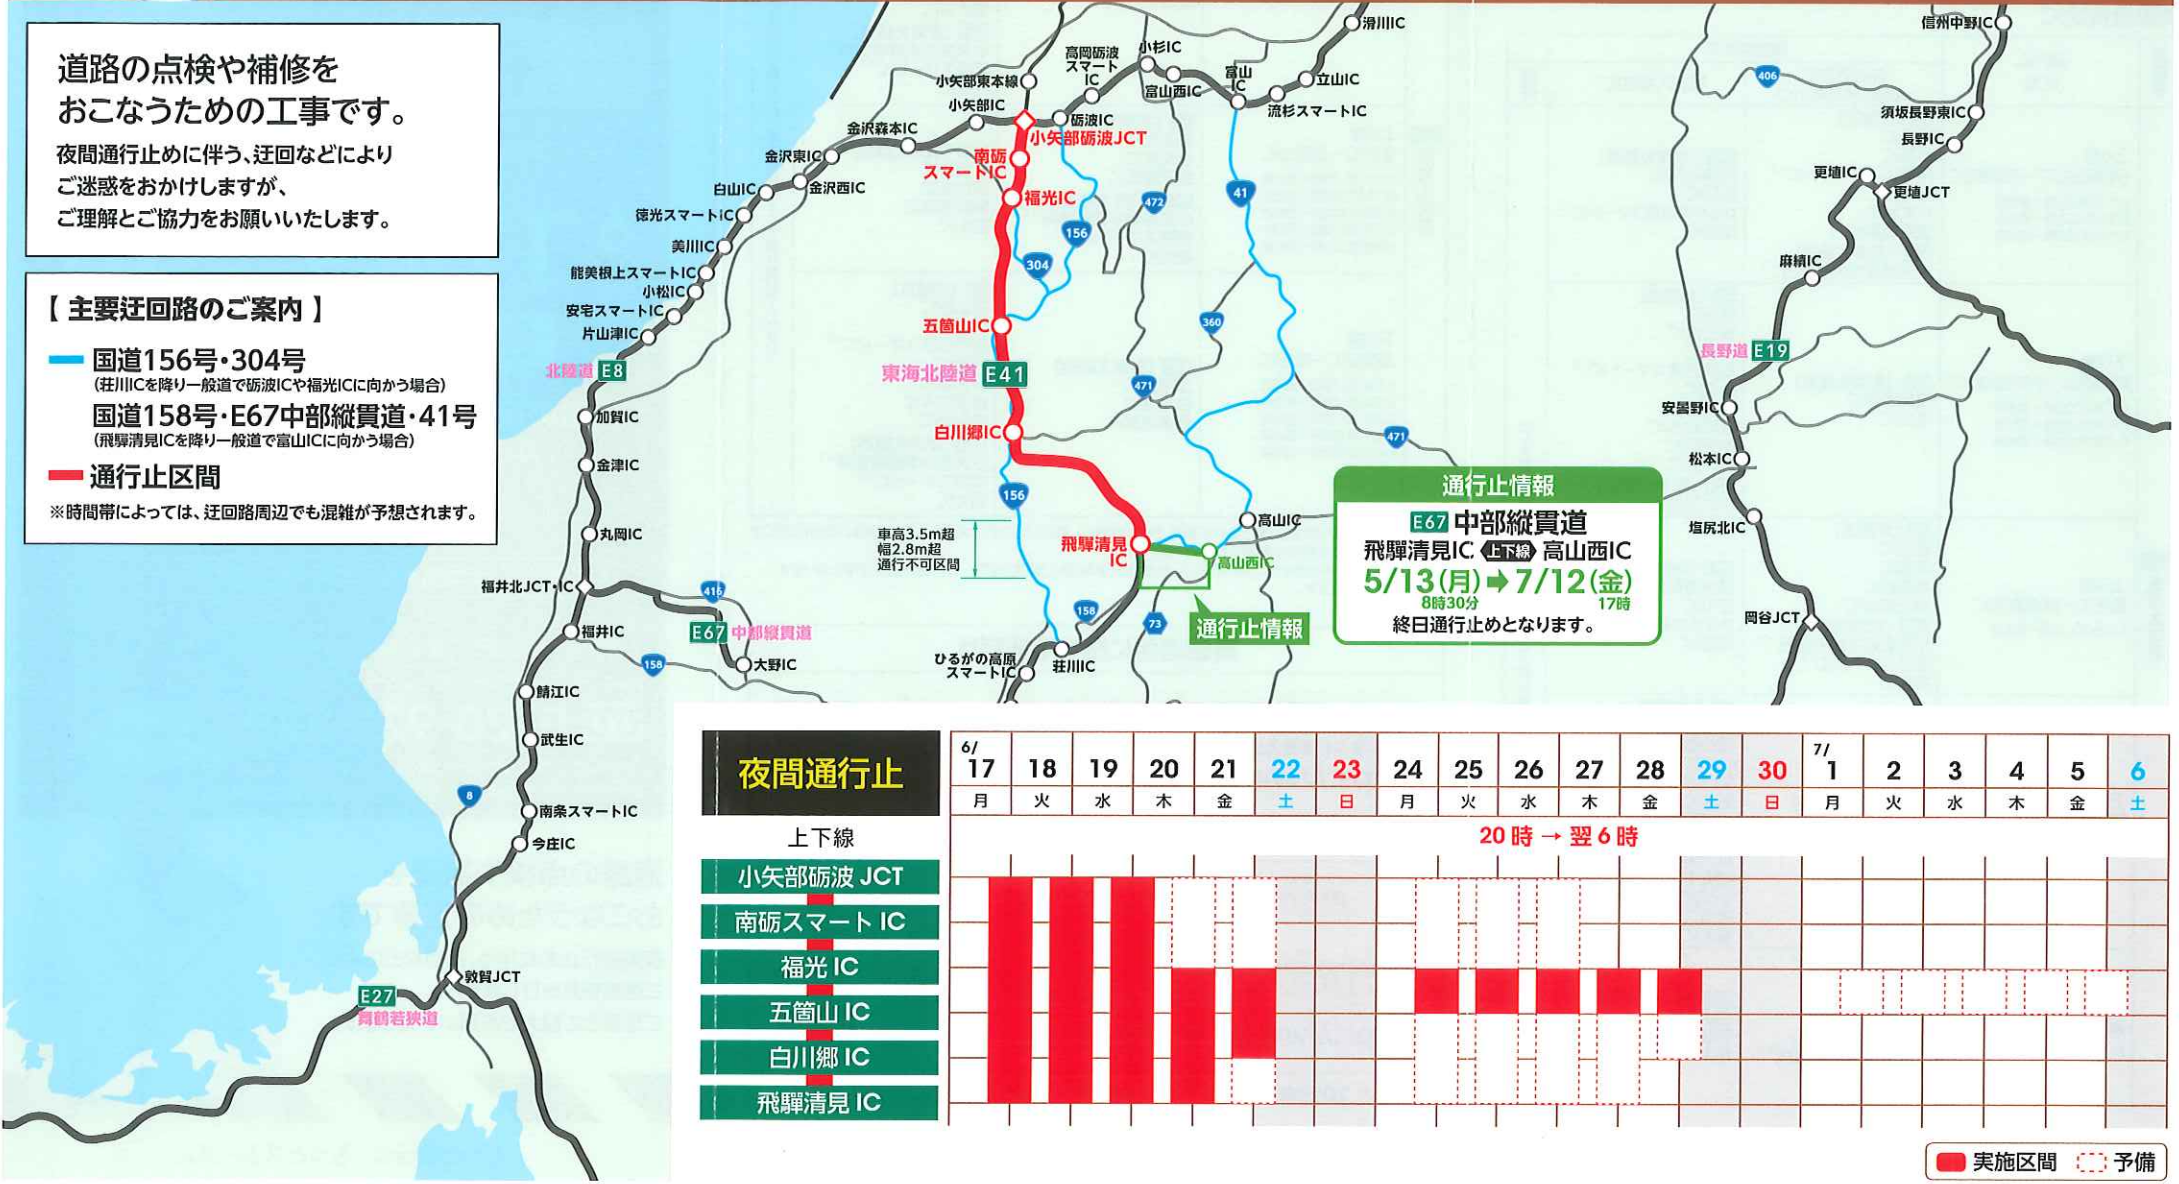 道路の点検や補修を
おこなうための工事です。
夜間通行止めに伴う、迂回などにより
ご迷惑をおかけしますが、
ご理解とご協力をお願いいたします。
【 主要迂回路のご案内 】
国道156号・304号
(荘川ICを降り一般道で砺波ICや福光ICに向かう場合)
国道158号・E67中部縦貫道・41号
(飛騨清見ICを降り一般道で富山ICに向かう場合)
通行止区間
※時間帯によっては、迂回路周辺でも混雑が予想されます。
滑川IC
立山IC
流杉スマートIC
富山
IC
富山西IC
小杉IC
高岡砺波
スマート
IC
砺波IC
小矢部東本線
小矢部IC
小矢部砺波JCT
金沢森本IC
金沢東IC
金沢西IC
白山IC
徳光スマートIC
美川IC
能美根上スマートIC
小松IC
安宅スマートIC
片山津IC
北陸道 E8
加賀IC
金津IC
丸岡IC
福井北JCT・IC
福井IC
416
E67 中部縦貫道
158
大野IC
鯖江IC
武生IC
8
南条スマートIC
今庄IC
敦賀JCT
E27
舞鶴若狭道
南砺
スマートIC
福光IC
304
156
472
41
五箇山IC
東海北陸道 E41
360
471
白川郷IC
471
156
車高3.5m超
幅2.8m超
通行不可区間
飛騨清見
IC
高山IC
高山西IC
158
73
通行止情報
荘川IC
ひるがの高原
スマートIC
通行止情報
E67 中部縦貫道
飛騨清見IC 上下線 高山西IC
5/13(月)➡7/12(金)
8時30分 17時
終日通行止めとなります。
信州中野IC
406
須坂長野東IC
長野IC
更埴IC
更埴JCT
麻績IC
長野道 E19
安曇野IC
松本IC
塩尻北IC
岡谷JCT
夜間通行止
6/ 7/
17 18 19 20 21 22 23 24 25 26 27 28 29 30 1 2 3 4 5 6
月 火 水 木 金 土 日 月 火 水 木 金 土 日 月 火 水 木 金 土
上下線
20時 → 翌6時
小矢部砺波 JCT
南砺スマート IC
福光 IC
五箇山 IC
白川郷 IC
飛騨清見 IC
実施区間 予備